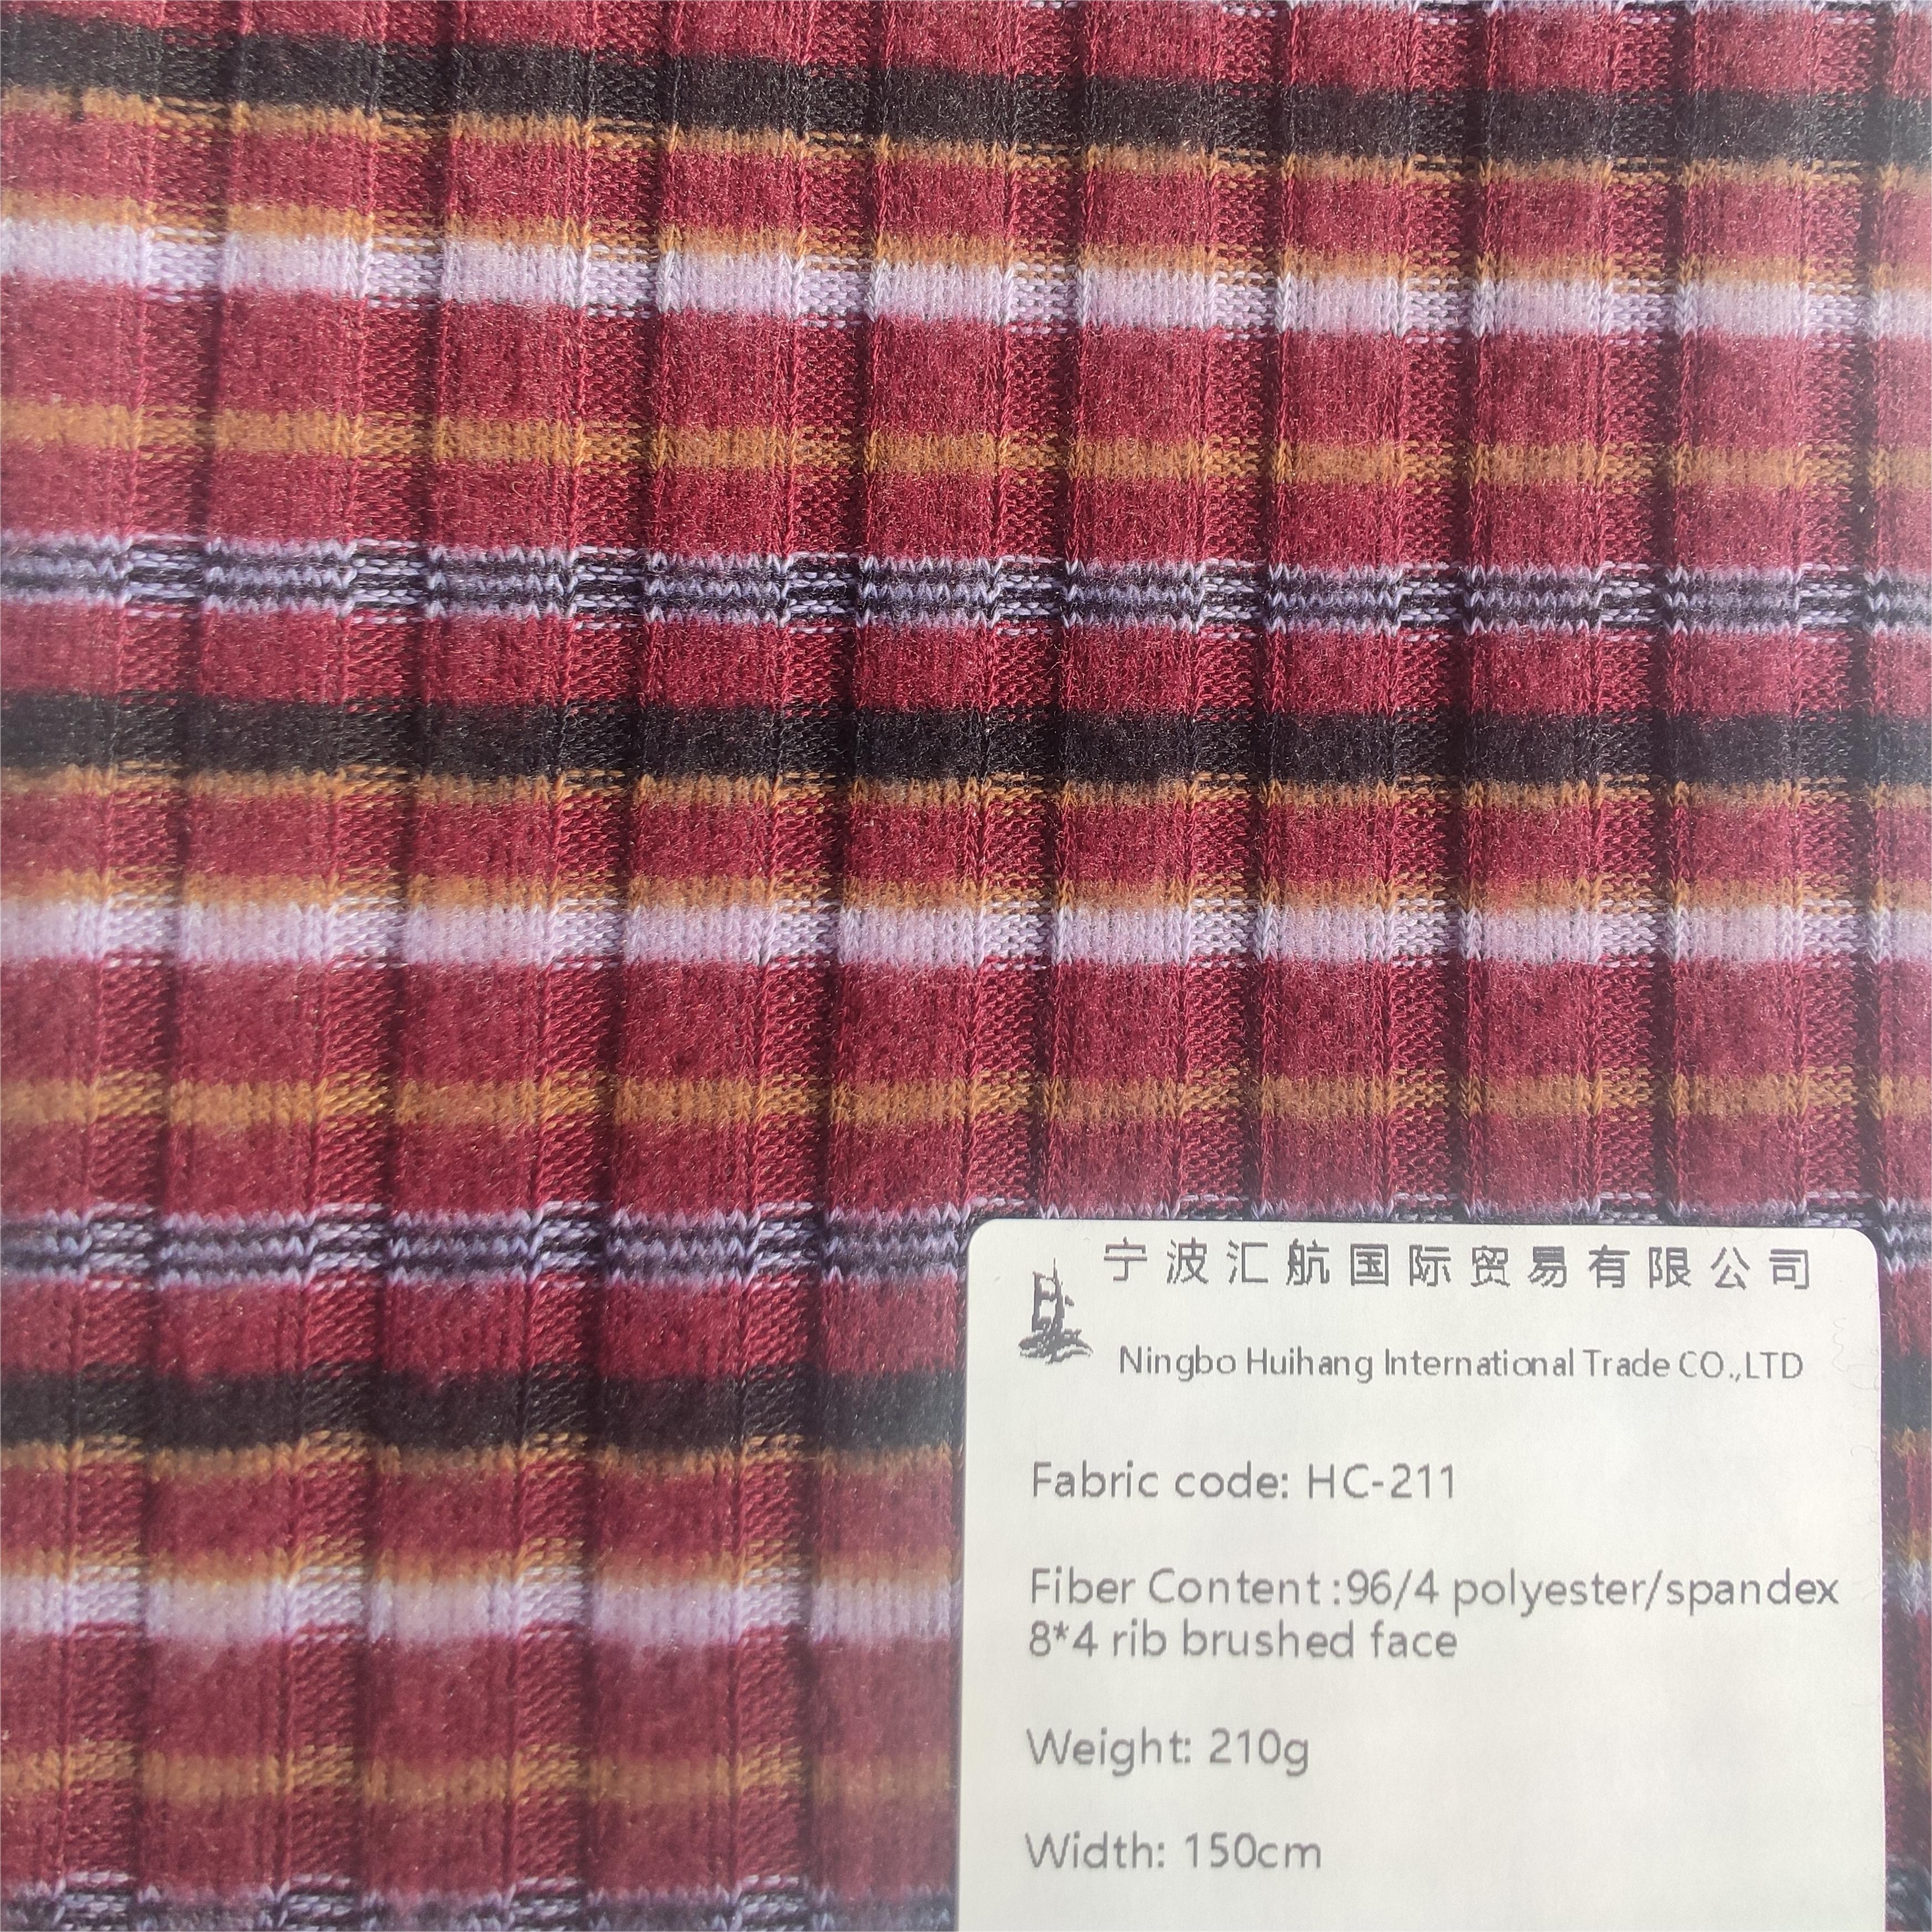 宁波汇航国际贸易有限公司
Ningbo Huihang International Trade CO.,LTD
Fabric code: HC-211
Fiber Content:96/4 polyester/spandex
8*4 rib brushed face
Weight: 210g
Width: 150cm